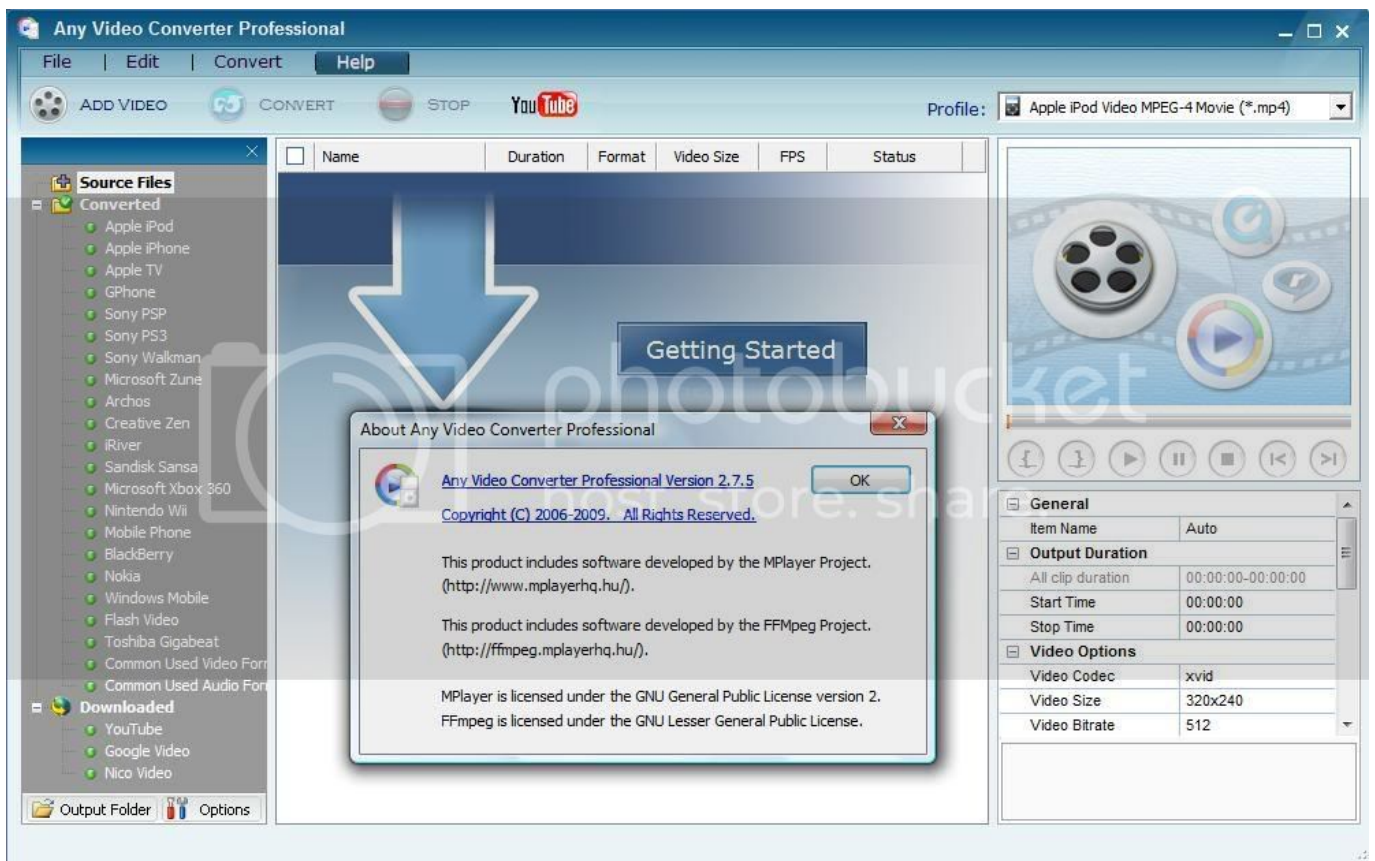 Any Video Converter Professional
File | Edit | Convert Help
ADD VIDEO CONVERT STOP YouTube Profile: Apple iPod Video MPEG-4 Movie (*.mp4)
Name Duration Format Video Size FPS Status
Source Files
Converted
Apple iPod
Apple iPhone
Apple TV
GPhone
Sony PSP
Sony PS3
Sony Walkman
Microsoft Zune
Archos
Creative Zen
iRiver
Sandisk Sansa
Microsoft Xbox 360
Nintendo Wii
Mobile Phone
BlackBerry
Nokia
Windows Mobile
Flash Video
Toshiba Gigabeat
Common Used Video Forr
Common Used Audio Forr
Downloaded
YouTube
Google Video
Nico Video
Output Folder Options
Getting Started
photobucket
host. store. share.
About Any Video Converter Professional
Any Video Converter Professional Version 2.7.5
OK
Copyright (C) 2006-2009. All Rights Reserved.
This product includes software developed by the MPlayer Project.
(http://www.mplayerhq.hu/).
This product includes software developed by the FFMpeg Project.
(http://ffmpeg.mplayerhq.hu/).
MPlayer is licensed under the GNU General Public License version 2.
FFmpeg is licensed under the GNU Lesser General Public License.
General
Item Name Auto
Output Duration
All clip duration 00:00:00-00:00:00
Start Time 00:00:00
Stop Time 00:00:00
Video Options
Video Codec xvid
Video Size 320x240
Video Bitrate 512